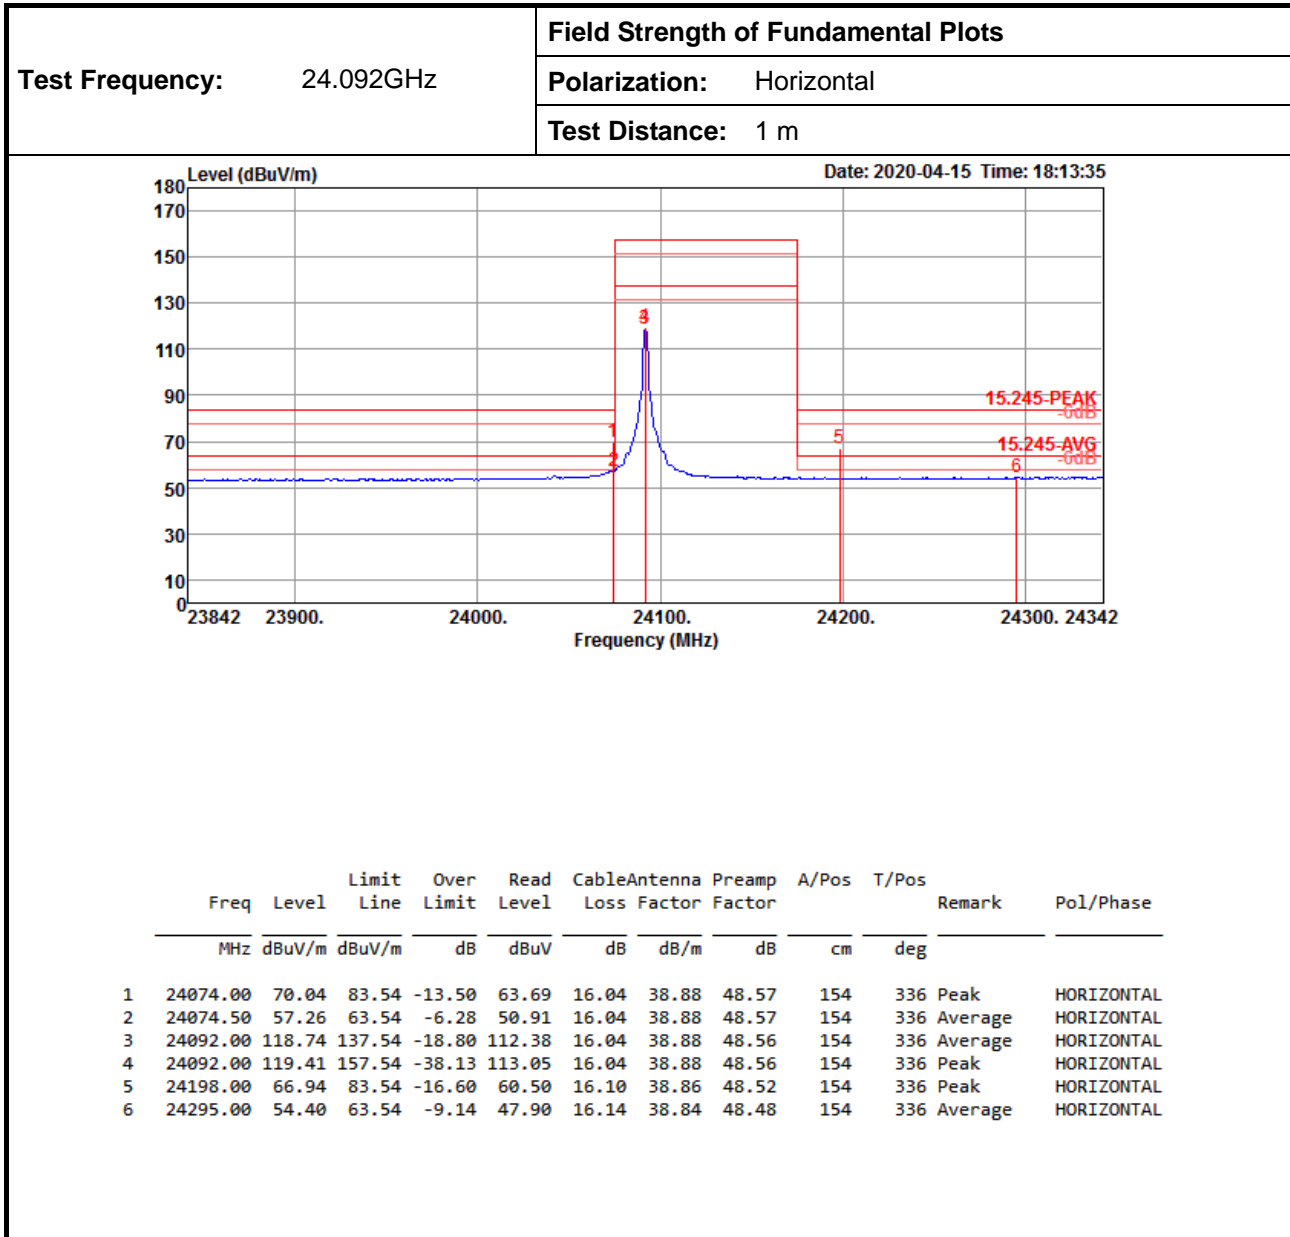 Field Strength of Fundamental Plots
Test Frequency: 24.092GHz
Polarization: Horizontal
Test Distance: 1 m
Level (dBuV/m) Date: 2020-04-15 Time: 18:13:35
180
170
150
130
3 4
110
90
15.245-PEAK
-6dB
1
5
70
15.245-AVG
2
-6dB
6
50
30
10
0
23842 23900. 24000. 24100. 24200. 24300. 24342
Frequency (MHz)
Limit Over Read CableAntenna Preamp A/Pos T/Pos
Freq Level Line Limit Level Loss Factor Factor Remark Pol/Phase
MHz dBuV/m dBuV/m dB dBuV dB dB/m dB cm deg
1 24074.00 70.04 83.54 -13.50 63.69 16.04 38.88 48.57 154 336 Peak HORIZONTAL
2 24074.50 57.26 63.54 -6.28 50.91 16.04 38.88 48.57 154 336 Average HORIZONTAL
3 24092.00 118.74 137.54 -18.80 112.38 16.04 38.88 48.56 154 336 Average HORIZONTAL
4 24092.00 119.41 157.54 -38.13 113.05 16.04 38.88 48.56 154 336 Peak HORIZONTAL
5 24198.00 66.94 83.54 -16.60 60.50 16.10 38.86 48.52 154 336 Peak HORIZONTAL
6 24295.00 54.40 63.54 -9.14 47.90 16.14 38.84 48.48 154 336 Average HORIZONTAL